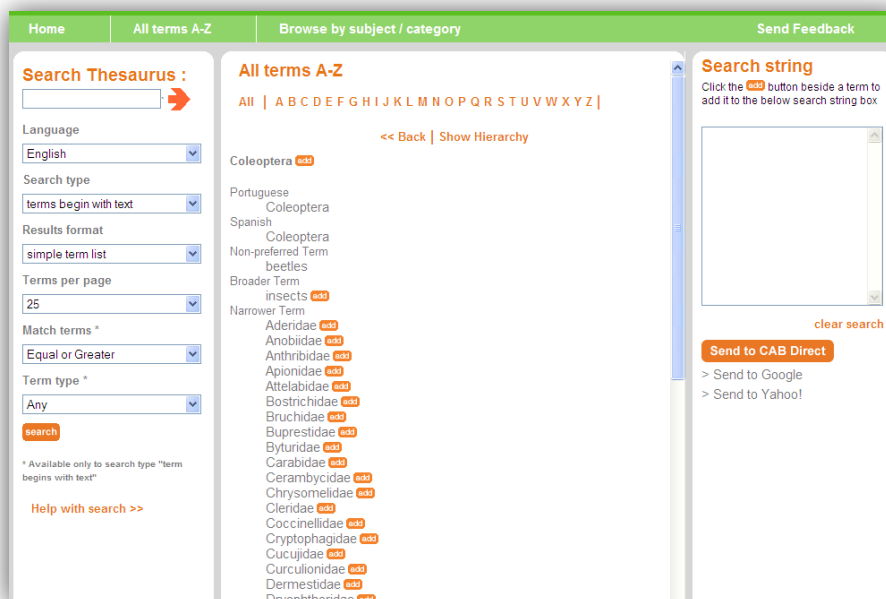 Home
All terms A-Z
Browse by subject / category
Send Feedback
Search Thesaurus :
Language
English
Search type
terms begin with text
Results format
simple term list
Terms per page
25
Match terms *
Equal or Greater
Term type *
Any
search
* Available only to search type "term
begins with text"
Help with search >>
All terms A-Z
All | A B C D E F G H I J K L M N O P Q R S T U V W X Y Z |
<< Back | Show Hierarchy
Coleoptera add
Portuguese
Coleoptera
Spanish
Coleoptera
Non-preferred Term
beetles
Broader Term
insects add
Narrower Term
Aderidae add
Anobiidae add
Anthribidae add
Apionidae add
Attelabidae add
Bostrichidae add
Bruchidae add
Buprestidae add
Byturidae add
Carabidae add
Cerambycidae add
Chrysomelidae add
Cleridae add
Coccinellidae add
Cryptophagidae add
Cucujidae add
Curculionidae add
Dermestidae add
Dryophthoridae add
Search string
Click the add button beside a term to
add it to the below search string box
clear search
Send to CAB Direct
> Send to Google
> Send to Yahoo!